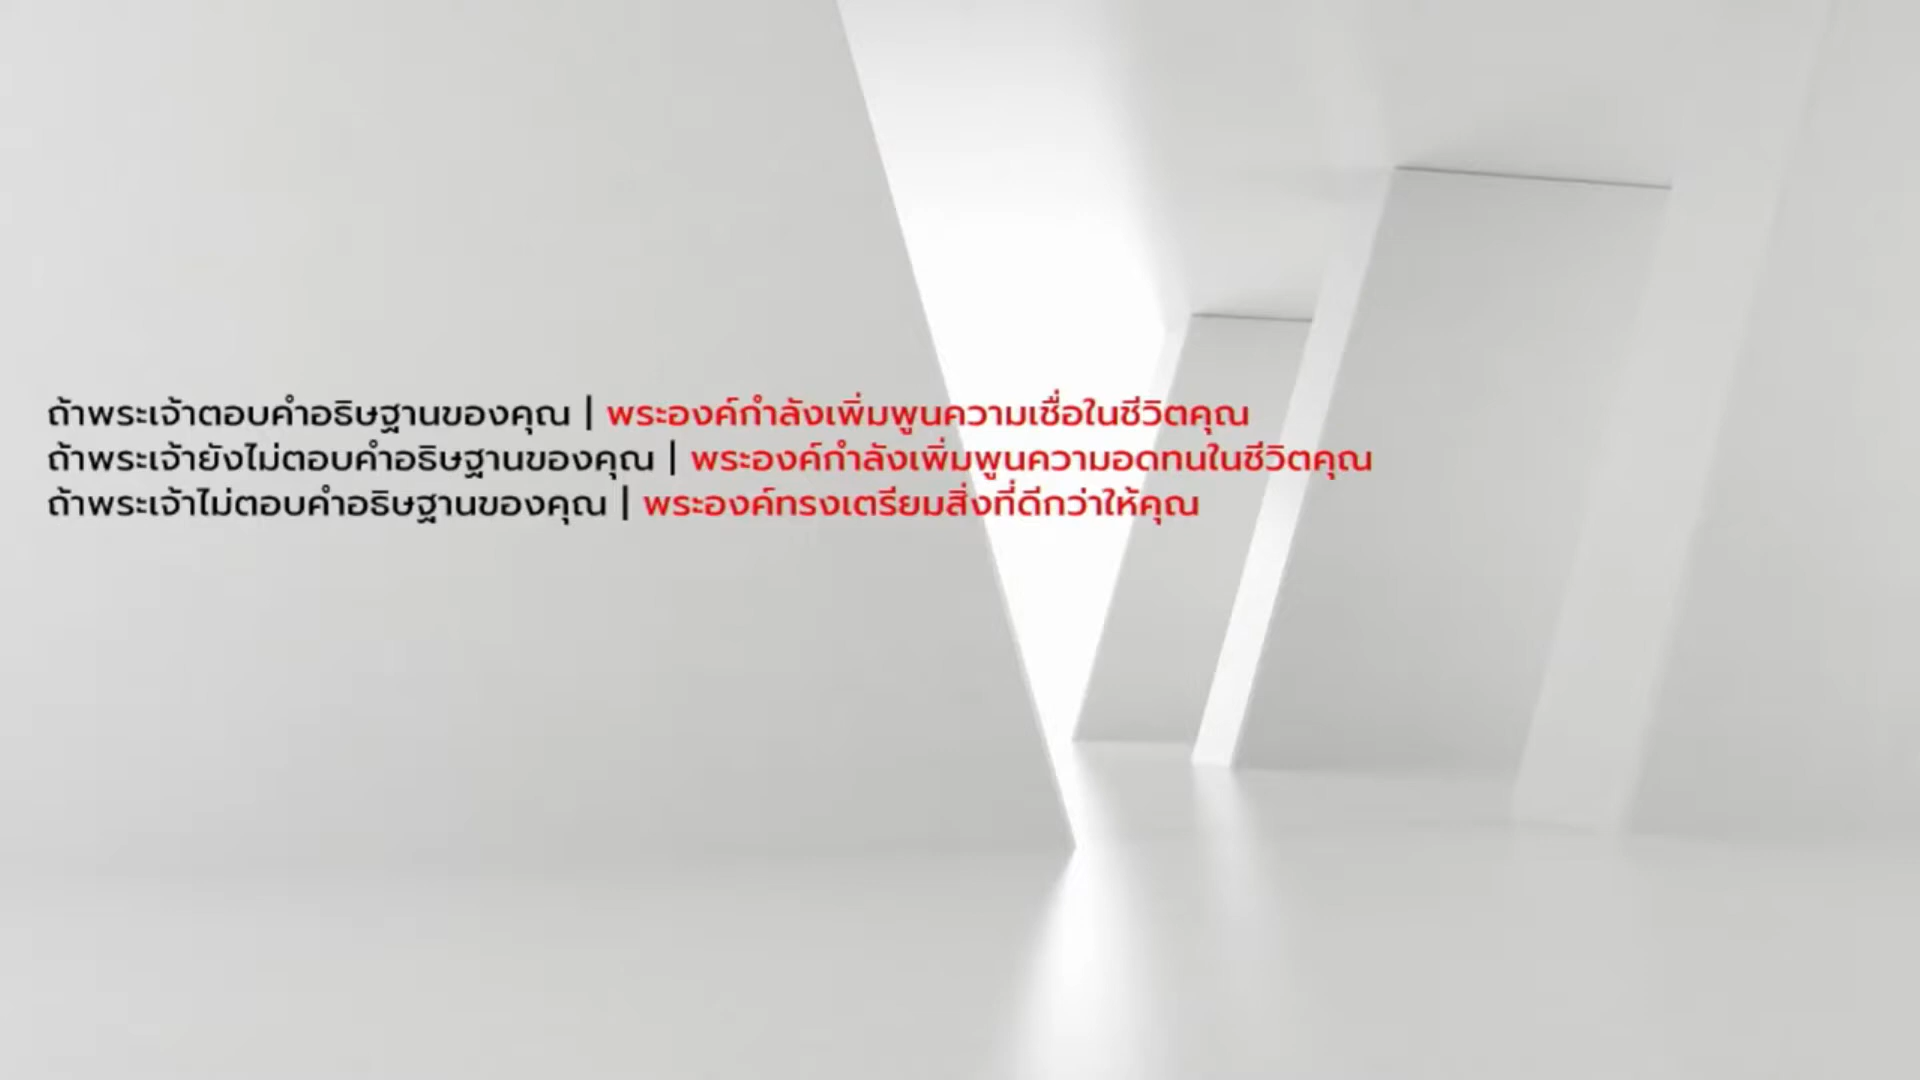 ถ้าพระเจ้าตอบคำอธิษฐานของคุณ | พระองค์กำลังเพิ่มพูนความเชื่อในชีวิตคุณ
ถ้าพระเจ้ายังไม่ตอบคำอธิษฐานของคุณ | พระองค์กำลังเพิ่มพูนความอดทนในชีวิตคุณ
ถ้าพระเจ้าไม่ตอบคำอธิษฐานของคุณ | พระองค์ทรงเตรียมสิ่งที่ดีกว่าให้คุณ